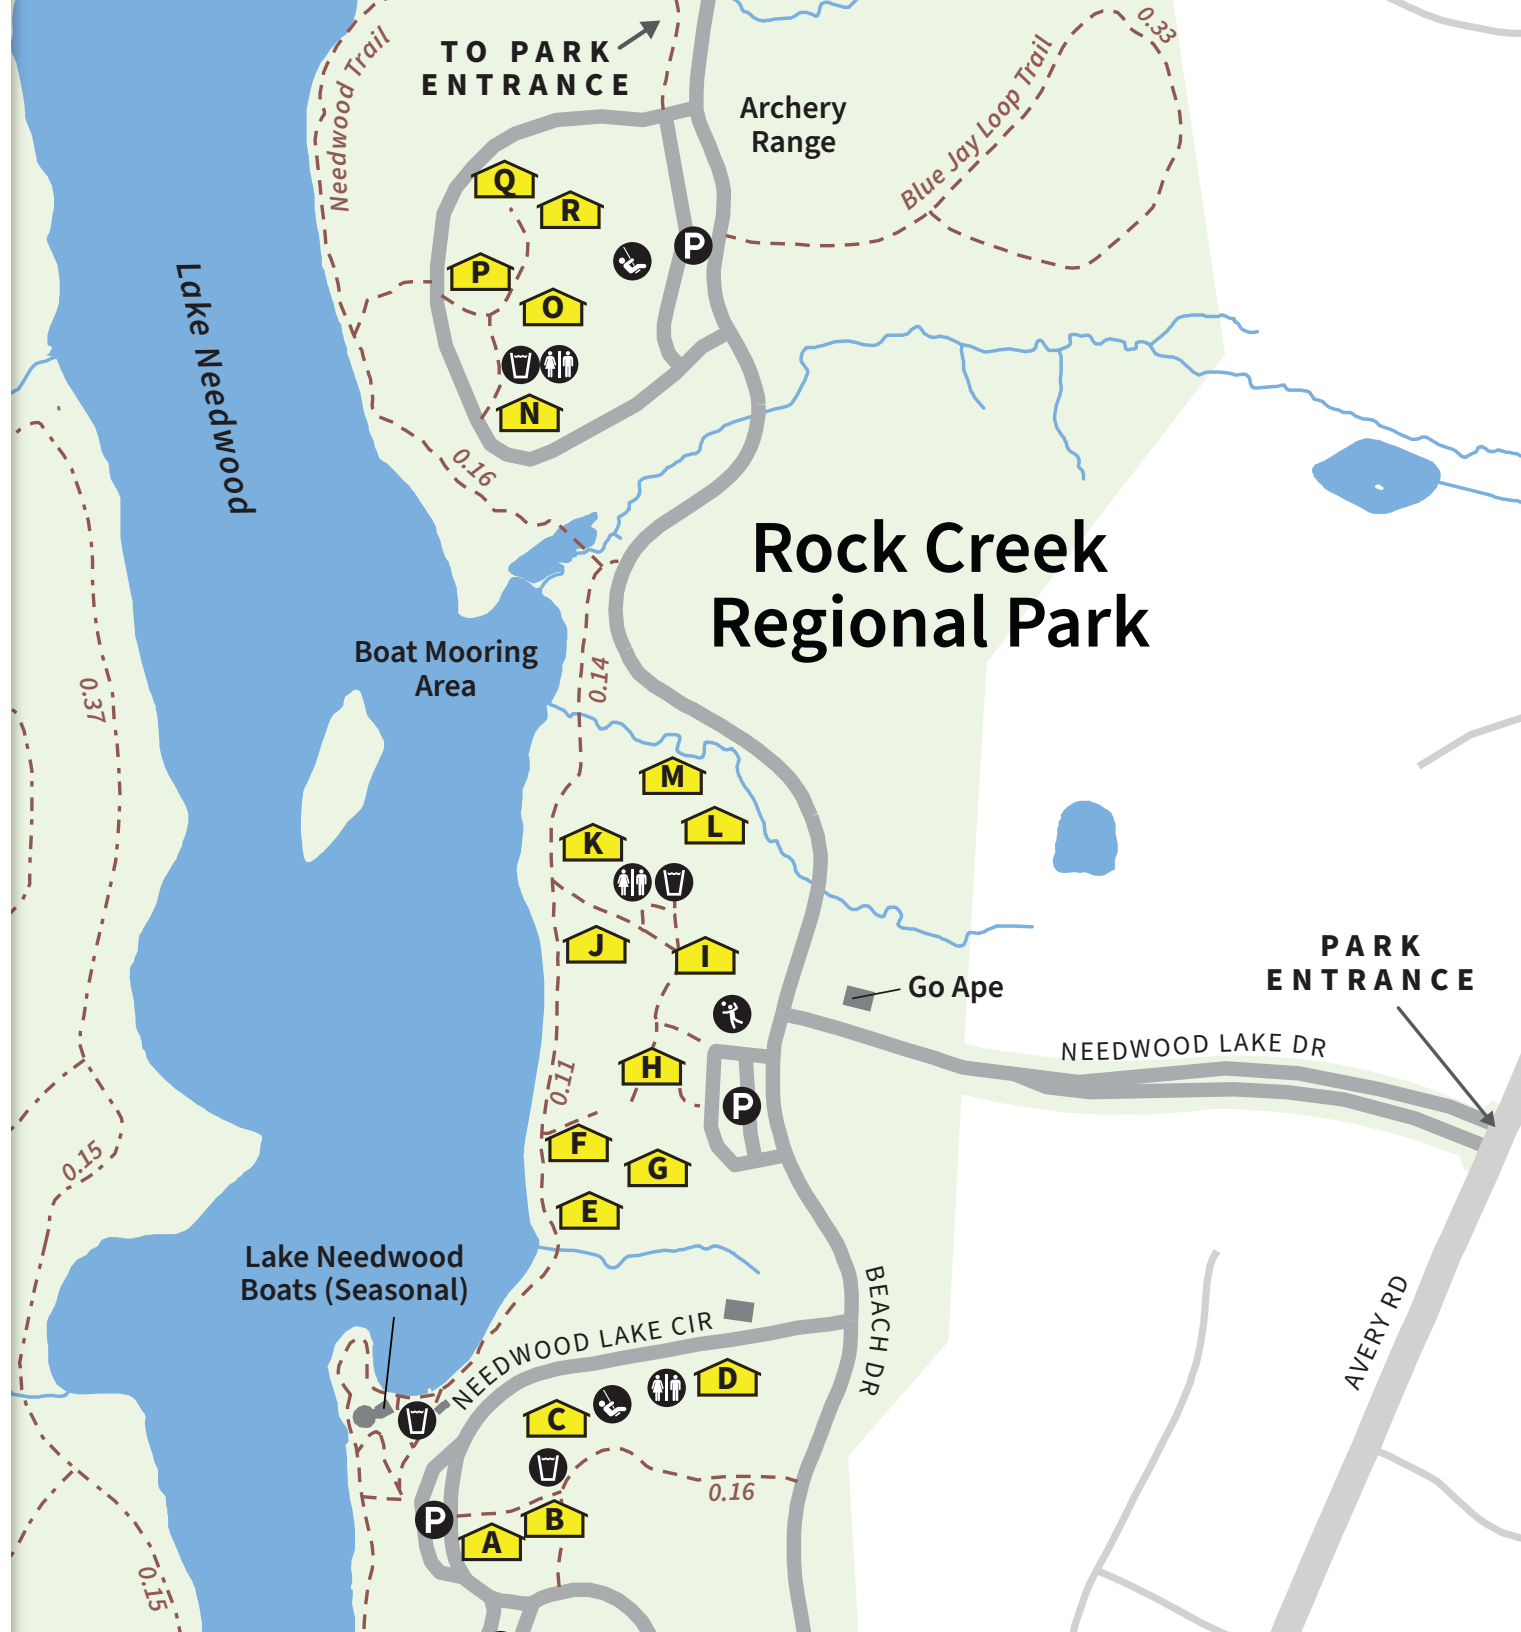 TO PARK
ENTRANCE
Needwood Trail
Archery
Range
Blue Jay Loop Trail
0.33
Q
R
P
P
O
N
Lake Needwood
0.16
Rock Creek
Regional Park
Boat Mooring
Area
0.14
0.37
M
L
K
J
I
Go Ape
PARK
ENTRANCE
NEEDWOOD LAKE DR
H
0.11
P
F
G
E
0.15
Lake Needwood
Boats (Seasonal)
NEEDWOOD LAKE CIR
BEACH DR
AVERY RD
D
C
0.16
P
B
A
0.15